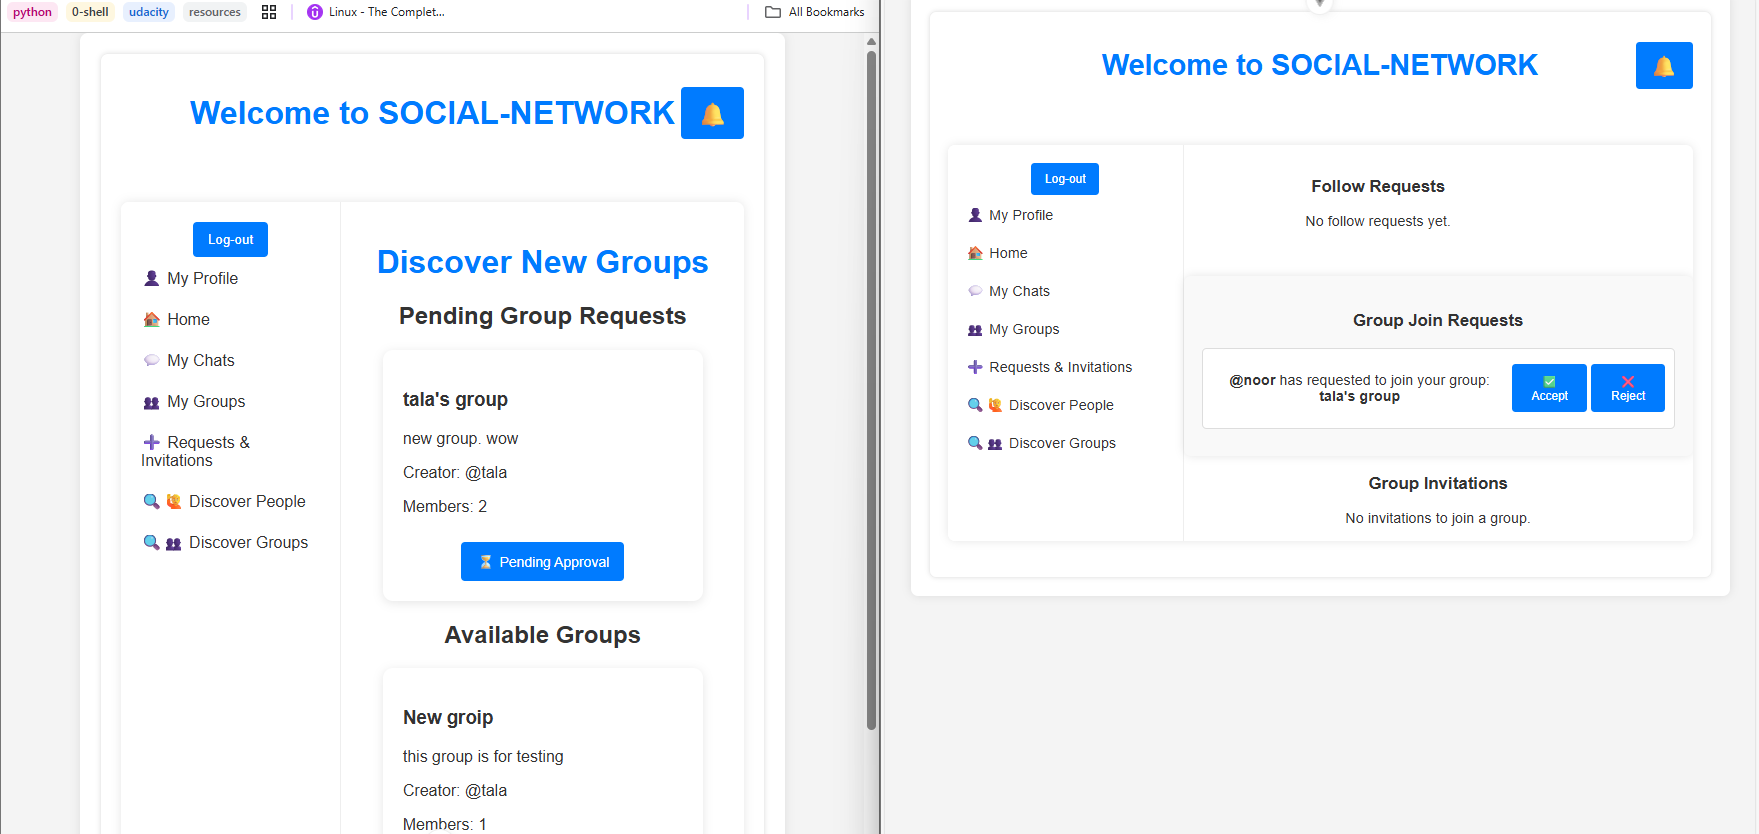 python 0-shell udacity resources Linux - The Complet... All Bookmarks
Welcome to SOCIAL-NETWORK
Log-out
My Profile
Home
My Chats
My Groups
Requests &
Invitations
Discover People
Discover Groups
Discover New Groups
Pending Group Requests
tala's group
new group. wow
Creator: @tala
Members: 2
Pending Approval
Available Groups
New groip
this group is for testing
Creator: @tala
Members: 1
Welcome to SOCIAL-NETWORK
Log-out
My Profile
Home
My Chats
My Groups
Requests & Invitations
Discover People
Discover Groups
Follow Requests
No follow requests yet.
Group Join Requests
@noor has requested to join your group:
tala's group
Accept
Reject
Group Invitations
No invitations to join a group.